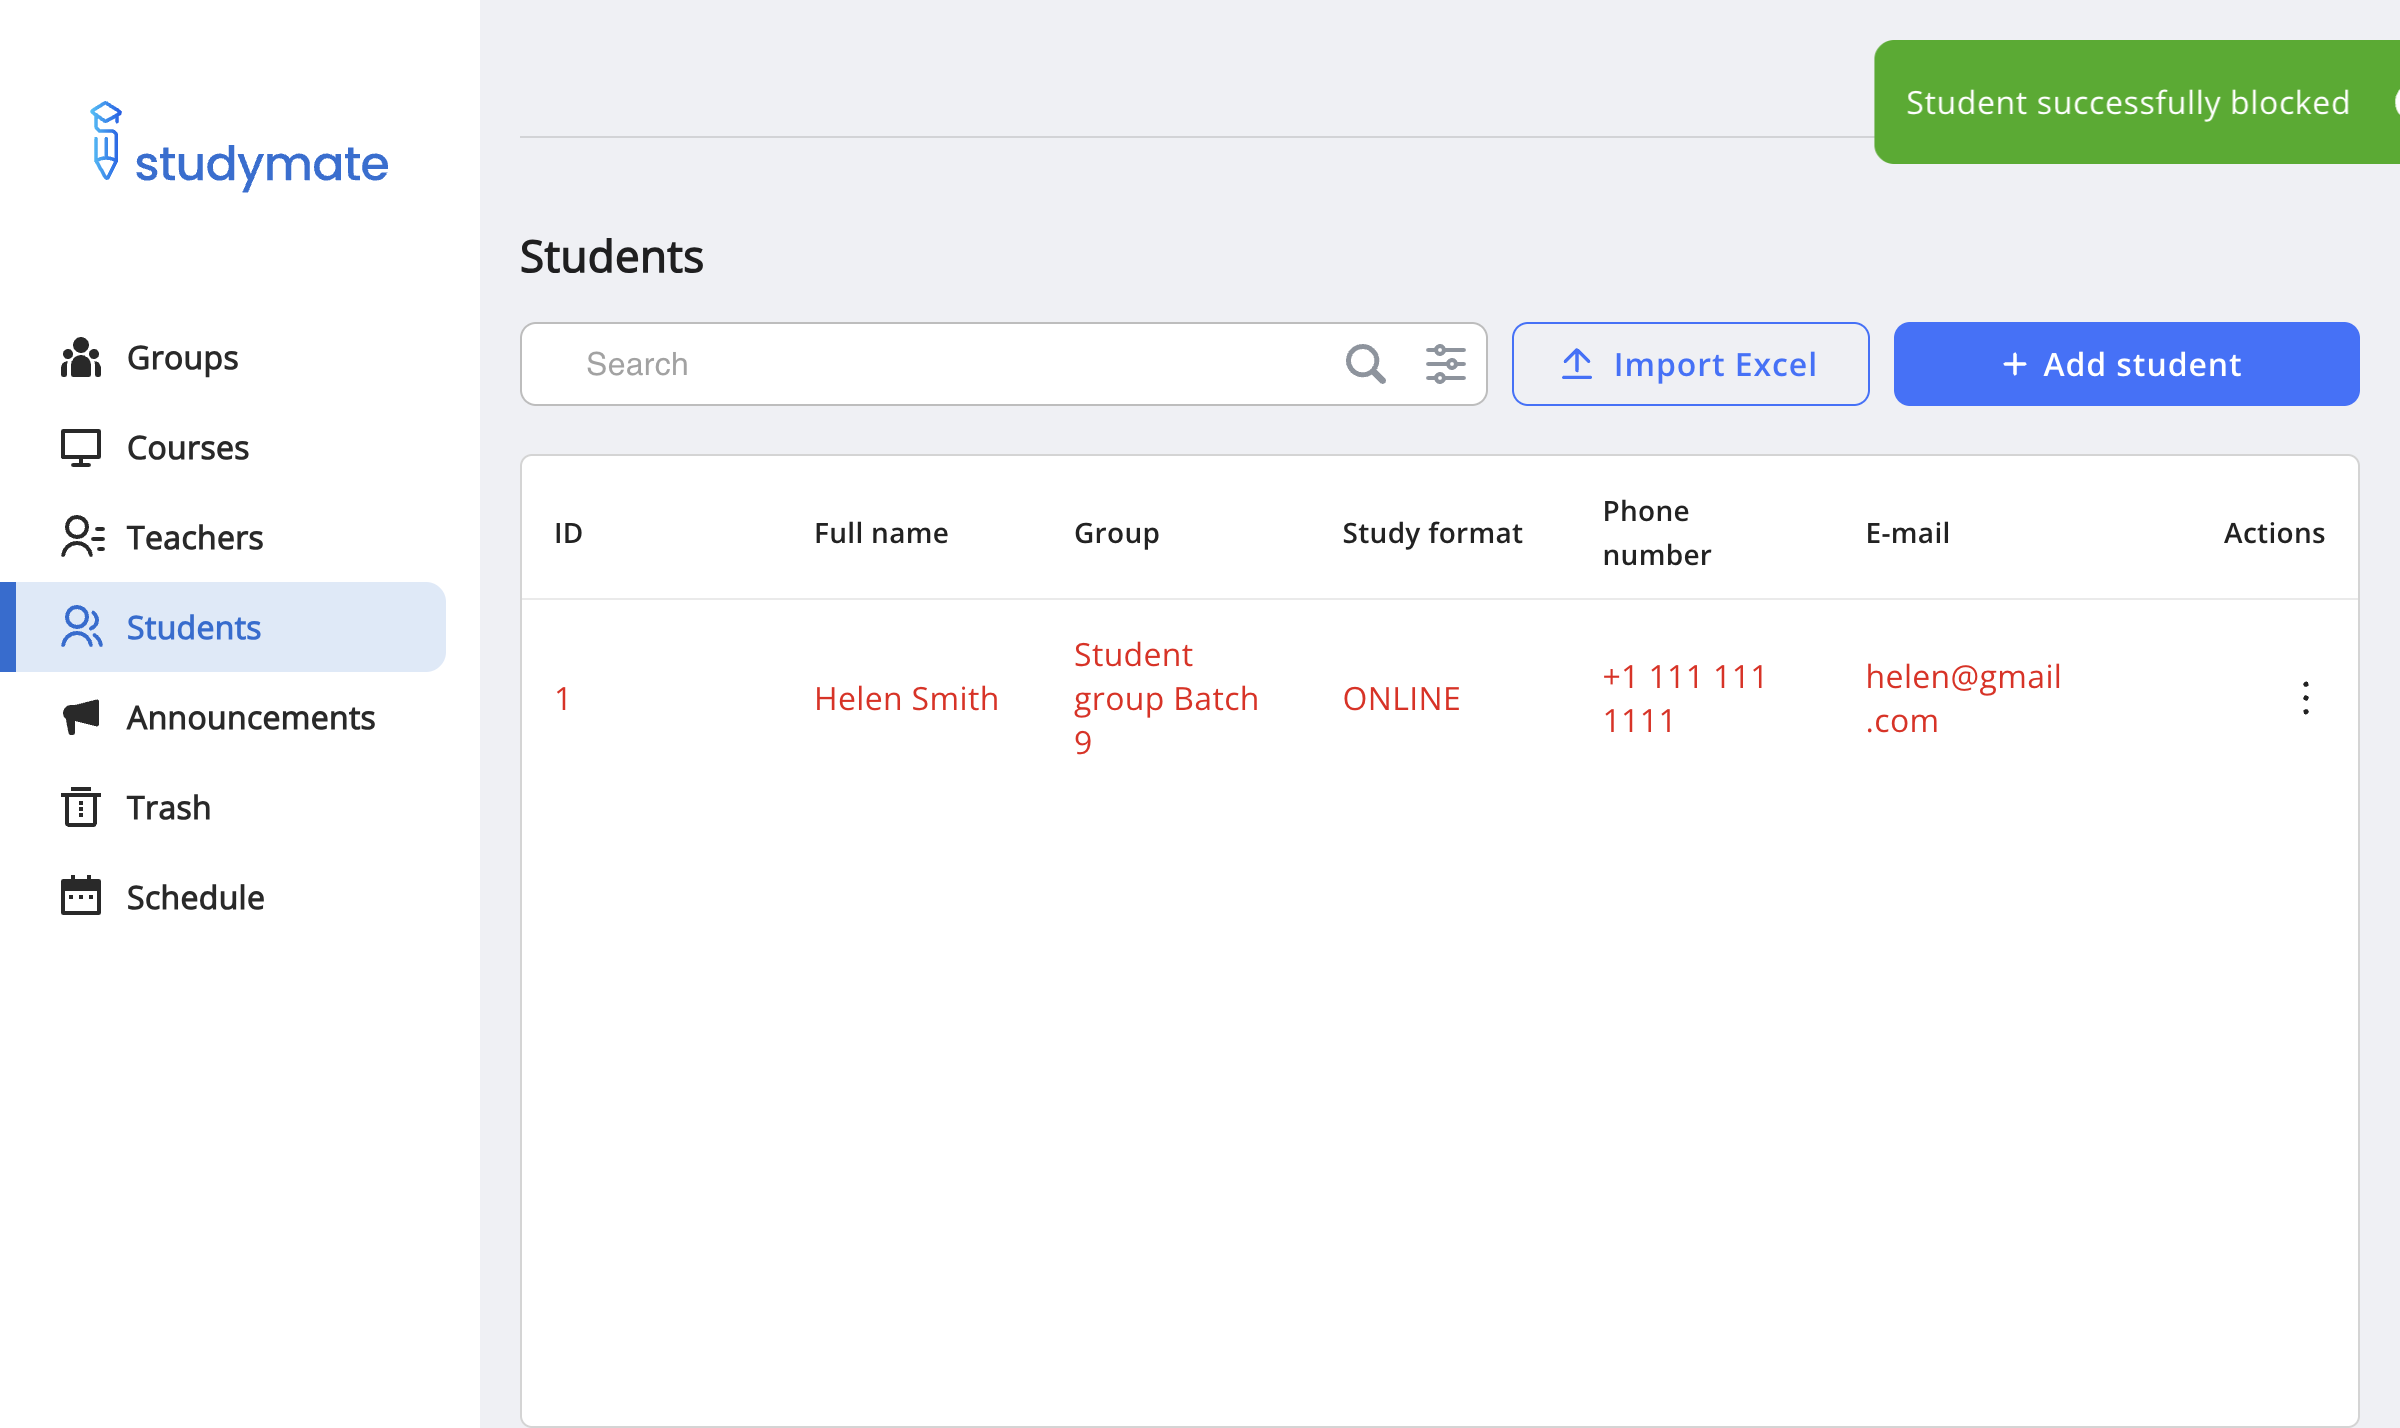 studymate
Student successfully blocked
Groups
Courses
Teachers
Students
Announcements
Trash
Schedule
Students
Search
Import Excel
+ Add student
ID Full name Group Study format Phone number E-mail Actions
1 Helen Smith Student group Batch 9 ONLINE +1 111 111 1111 helen@gmail.com